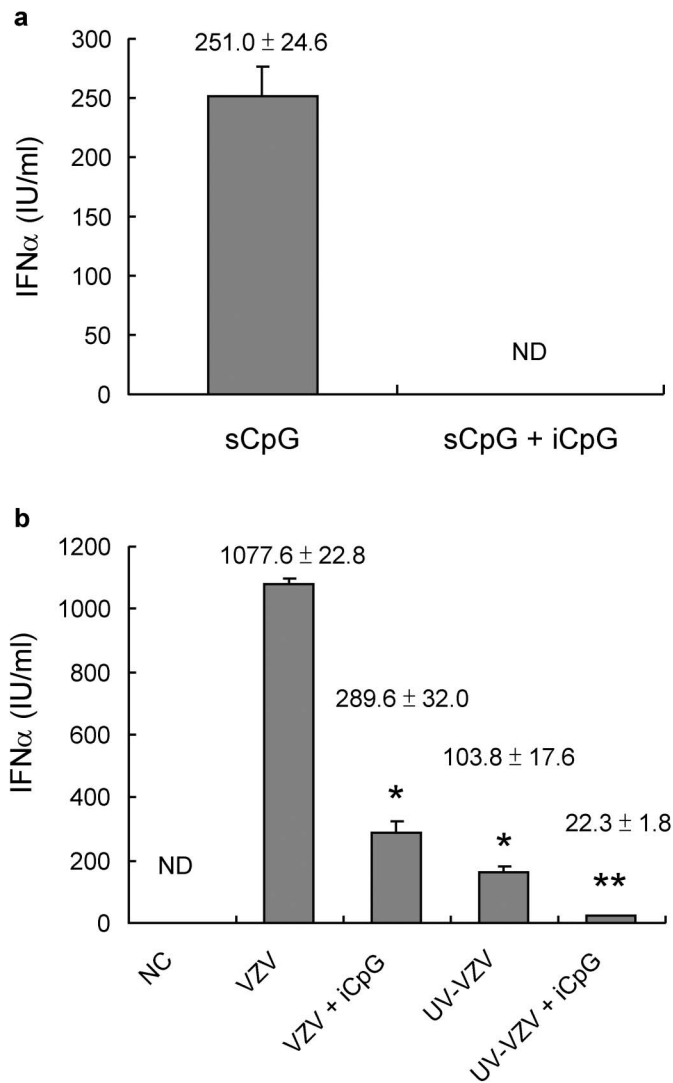 a
300
251.0 ± 24.6
250
200
150
100
50
0
IFNα (IU/ml)
ND
sCpG
sCpG + iCpG
b
1200
1077.6 ± 22.8
1000
800
289.6 ± 32.0
600
103.8 ± 17.6
400
*
22.3 ± 1.8
200
*
**
ND
0
IFNα (IU/ml)
NC
VZV
VZV + iCpG
UV-VZV
UV-VZV + iCpG